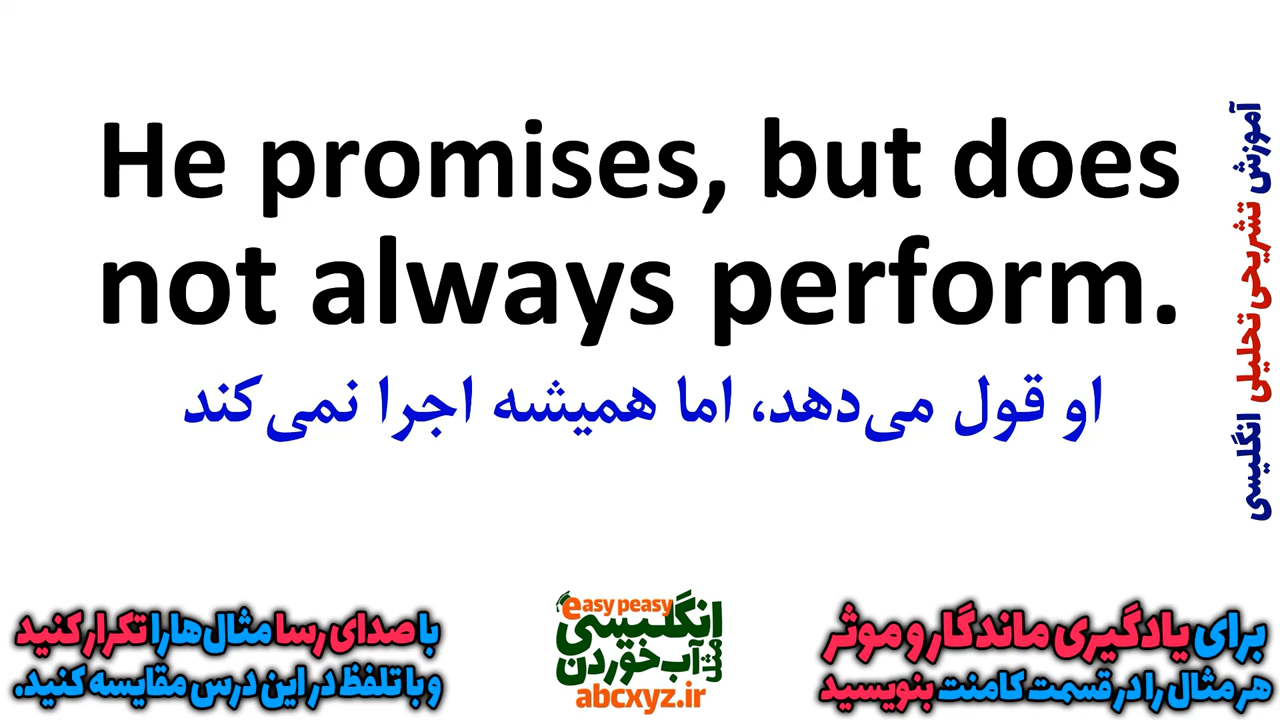 He promises, but does
not always perform.
او قول می‌دهد، اما همیشه اجرا نمی‌کند
آموزش تشریحی تحلیلی انگلیسی
برای یادگیری ماندگار و موثر
هر مثال را در قسمت کامنت بنویسید
easy peasy
انگلیسی
مثل
آب خوردن
abcxyz.ir
با صدای رسا مثال‌ها را تکرار کنید
و با تلفظ در این درس مقایسه کنید.